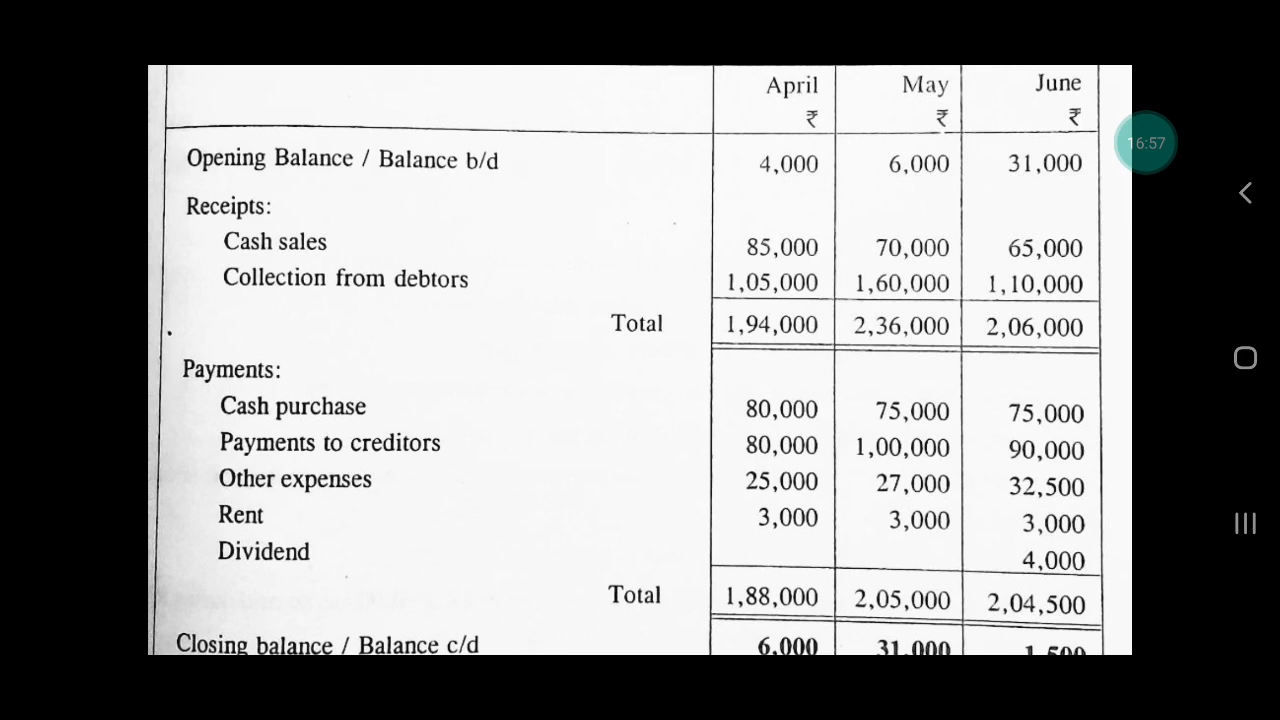 April May June
₹ ₹ ₹
Opening Balance / Balance b/d 4,000 6,000 31,000
Receipts:
Cash sales 85,000 70,000 65,000
Collection from debtors 1,05,000 1,60,000 1,10,000
Total 1,94,000 2,36,000 2,06,000
Payments:
Cash purchase 80,000 75,000 75,000
Payments to creditors 80,000 1,00,000 90,000
Other expenses 25,000 27,000 32,500
Rent 3,000 3,000 3,000
Dividend 4,000
Total 1,88,000 2,05,000 2,04,500
Closing balance / Balance c/d 6,000 31,000 1,500
16:57